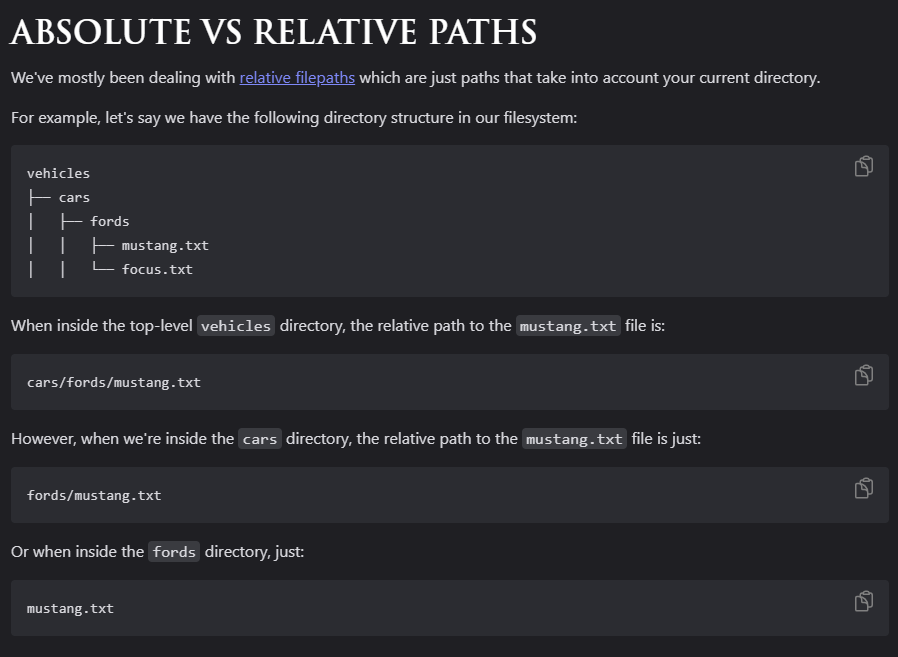 ABSOLUTE VS RELATIVE PATHS
We've mostly been dealing with relative filepaths which are just paths that take into account your current directory.
For example, let's say we have the following directory structure in our filesystem:
vehicles
├── cars
│   ├── fords
│   │   ├── mustang.txt
│   │   └── focus.txt
When inside the top-level vehicles directory, the relative path to the mustang.txt file is:
cars/fords/mustang.txt
However, when we're inside the cars directory, the relative path to the mustang.txt file is just:
fords/mustang.txt
Or when inside the fords directory, just:
mustang.txt